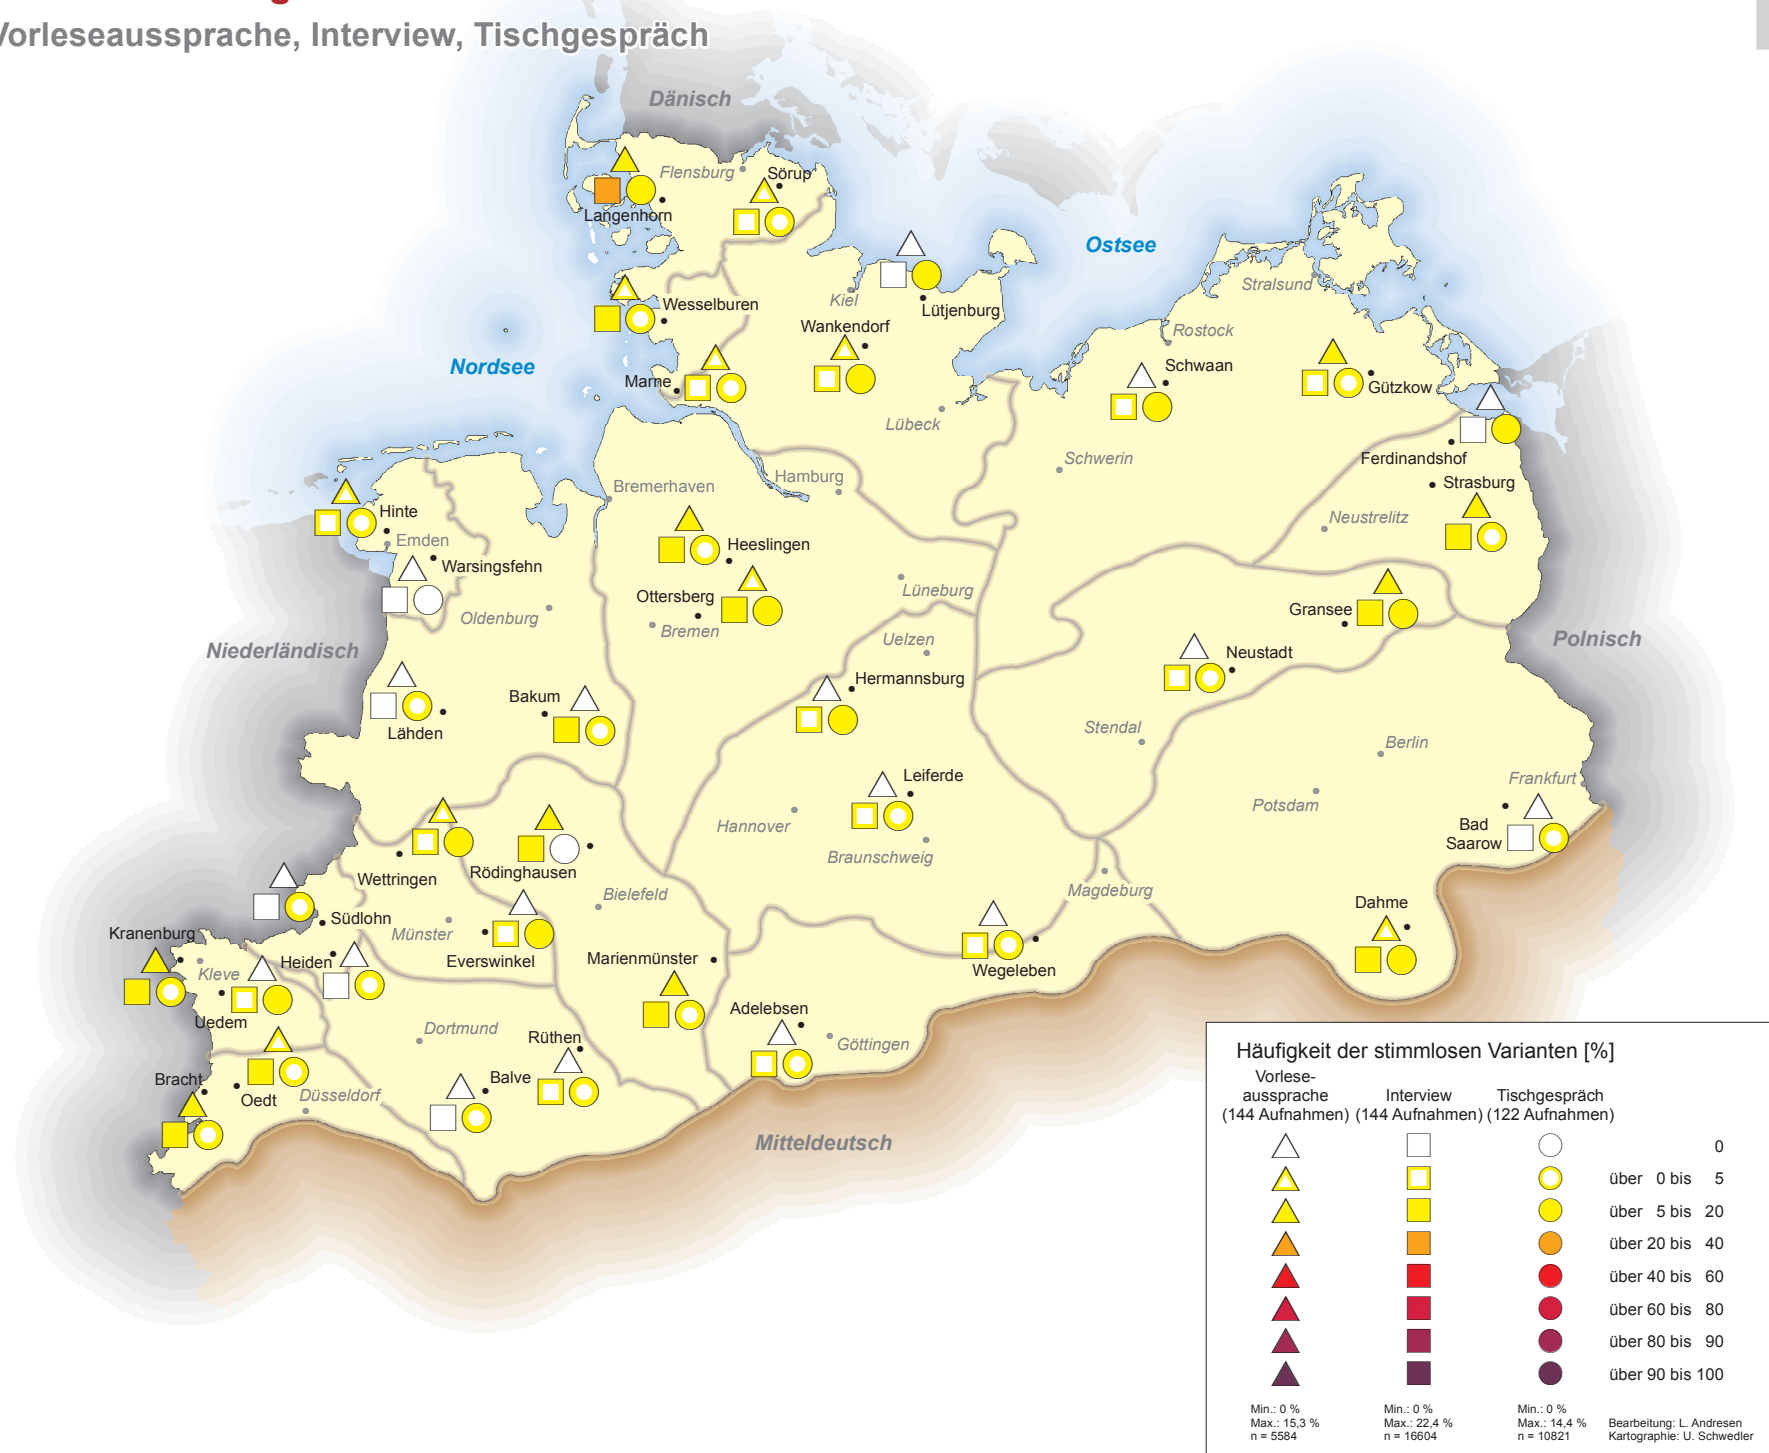 Vorleseaussprache, Interview, Tischgespräch
Dänisch
Flensburg
Sörup
Langenhorn
Ostsee
Stralsund
Kiel
Lütjenburg
Wesselburen
Wankendorf
Rostock
Nordsee
Schwaan
Marne
Gützkow
Lübeck
Schwerin
Ferdinandshof
Hamburg
Bremerhaven
Strasburg
Hinte
Neustrelitz
Emden
Heeslingen
Warsingsfehn
Lüneburg
Ottersberg
Gransee
Oldenburg
Bremen
Uelzen
Niederländisch
Polnisch
Neustadt
Hermannsburg
Bakum
Stendal
Lähden
Berlin
Leiferde
Frankfurt
Potsdam
Hannover
Bad
Saarow
Braunschweig
Rödinghausen
Wettringen
Magdeburg
Bielefeld
Dahme
Südlohn
Kranenburg
Münster
Marienmünster
Everswinkel
Heiden
Kleve
Wegeleben
Adelebsen
Uedem
Dortmund
Rüthen
Göttingen
Bracht
Balve
Oedt
Düsseldorf
Mitteldeutsch
Häufigkeit der stimmlosen Varianten [%]
Vorlese-
aussprache Interview Tischgespräch
(144 Aufnahmen) (144 Aufnahmen) (122 Aufnahmen)
0
über 0 bis 5
über 5 bis 20
über 20 bis 40
über 40 bis 60
über 60 bis 80
über 80 bis 90
über 90 bis 100
Min.: 0 % Min.: 0 % Min.: 0 %
Max.: 15,3 % Max.: 22,4 % Max.: 14,4 % Bearbeitung: L. Andresen
n = 5584 n = 16604 n = 10821 Kartographie: U. Schwedler